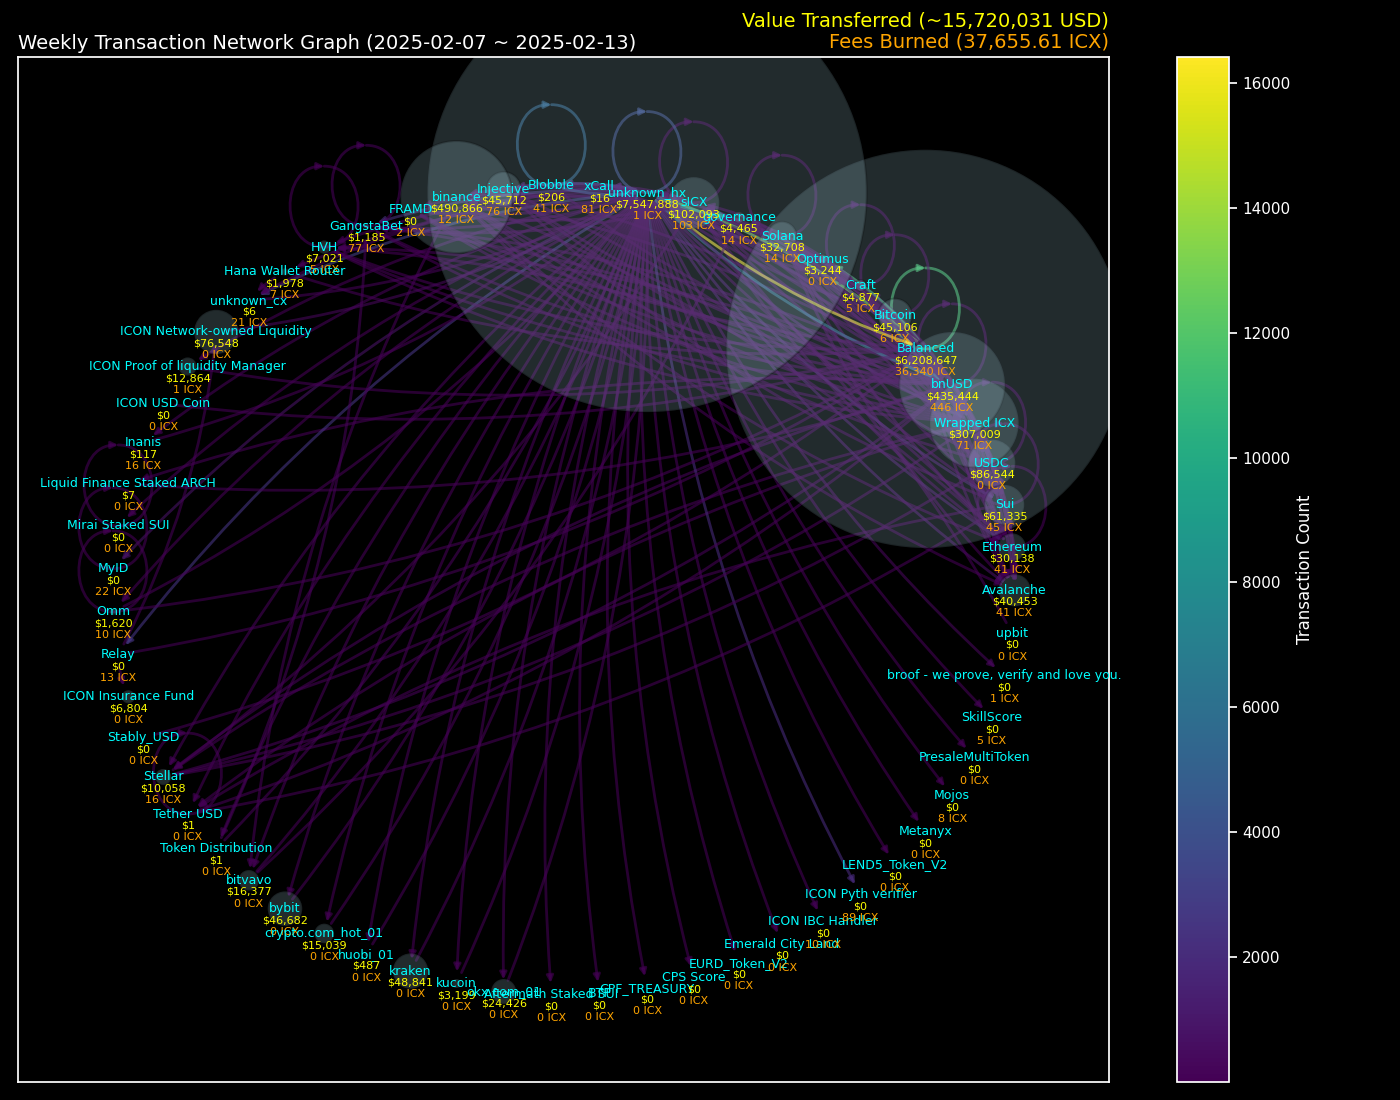 Value Transferred (~15,720,031 USD)
Weekly Transaction Network Graph (2025-02-07 ~ 2025-02-13)
Fees Burned (37,655.61 ICX)
unknown_hx
$7,547,888
1 ICX
xCall
$16
81 ICX
Blobble
$206
41 ICX
Injective
$45,712
76 ICX
binance
$490,866
12 ICX
FRAMD
$0
2 ICX
GangstaBet
$1,185
77 ICX
HVH
$7,021
Hana Wallet Router
$1,978
7 ICX
unknown_cx
$6
21 ICX
ICON Network-owned Liquidity
$76,548
0 ICX
ICON Proof of liquidity Manager
$12,864
1 ICX
ICON USD Coin
$0
0 ICX
Inanis
$117
16 ICX
Liquid Finance Staked ARCH
$7
0 ICX
Mirai Staked SUI
$0
0 ICX
MyID
$0
22 ICX
Omm
$1,620
10 ICX
Relay
$0
13 ICX
ICON Insurance Fund
$6,804
0 ICX
Stably_USD
$0
0 ICX
Stellar
$10,058
16 ICX
Tether USD
$1
0 ICX
Token Distribution
$1
0 ICX
bitvavo
$16,377
0 ICX
bybit
$46,682
0 ICX
crypto.com_hot_01
$15,039
0 ICX
huobi_01
$487
0 ICX
kraken
$48,841
0 ICX
kucoin
$3,199
0 ICX
okx.com_01
$24,426
0 ICX
Aftermath Staked SUI
$0
0 ICX
$0
0 ICX
CPF_TREASURY
$0
0 ICX
CPS Score
$0
0 ICX
EURD_Token_V2
$0
0 ICX
Emerald City Land
$0
0 ICX
ICON IBC Handler
$0
10 ICX
ICON Pyth verifier
$0
89 ICX
LEND5_Token_V2
$0
0 ICX
Metanyx
$0
0 ICX
Mojos
$0
8 ICX
PresaleMultiToken
$0
0 ICX
SkillScore
$0
5 ICX
broof - we prove, verify and love you.
$0
1 ICX
upbit
$0
0 ICX
Avalanche
$40,453
41 ICX
Ethereum
$30,138
41 ICX
Sui
$61,335
45 ICX
USDC
$86,544
0 ICX
Wrapped ICX
$307,009
71 ICX
bnUSD
$435,444
446 ICX
Balanced
$6,208,647
36,340 ICX
Bitcoin
$45,106
6 ICX
Craft
$4,877
5 ICX
Optimus
$3,244
0 ICX
Solana
$32,708
14 ICX
governance
$4,465
14 ICX
sICX
$102,093
103 ICX
16000
14000
12000
10000
8000
6000
4000
2000
Transaction Count